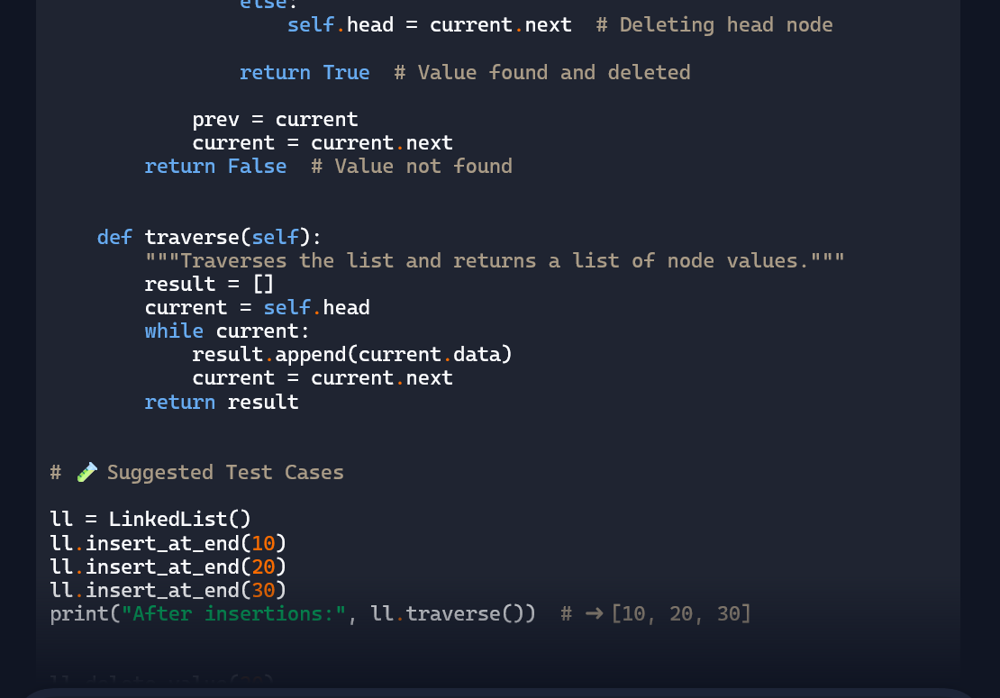 else:
self.head = current.next  # Deleting head node
return True  # Value found and deleted
prev = current
current = current.next
return False  # Value not found
def traverse(self):
"""Traverses the list and returns a list of node values."""
result = []
current = self.head
while current:
result.append(current.data)
current = current.next
return result
# 🧪 Suggested Test Cases
ll = LinkedList()
ll.insert_at_end(10)
ll.insert_at_end(20)
ll.insert_at_end(30)
print("After insertions:", ll.traverse())  # → [10, 20, 30]